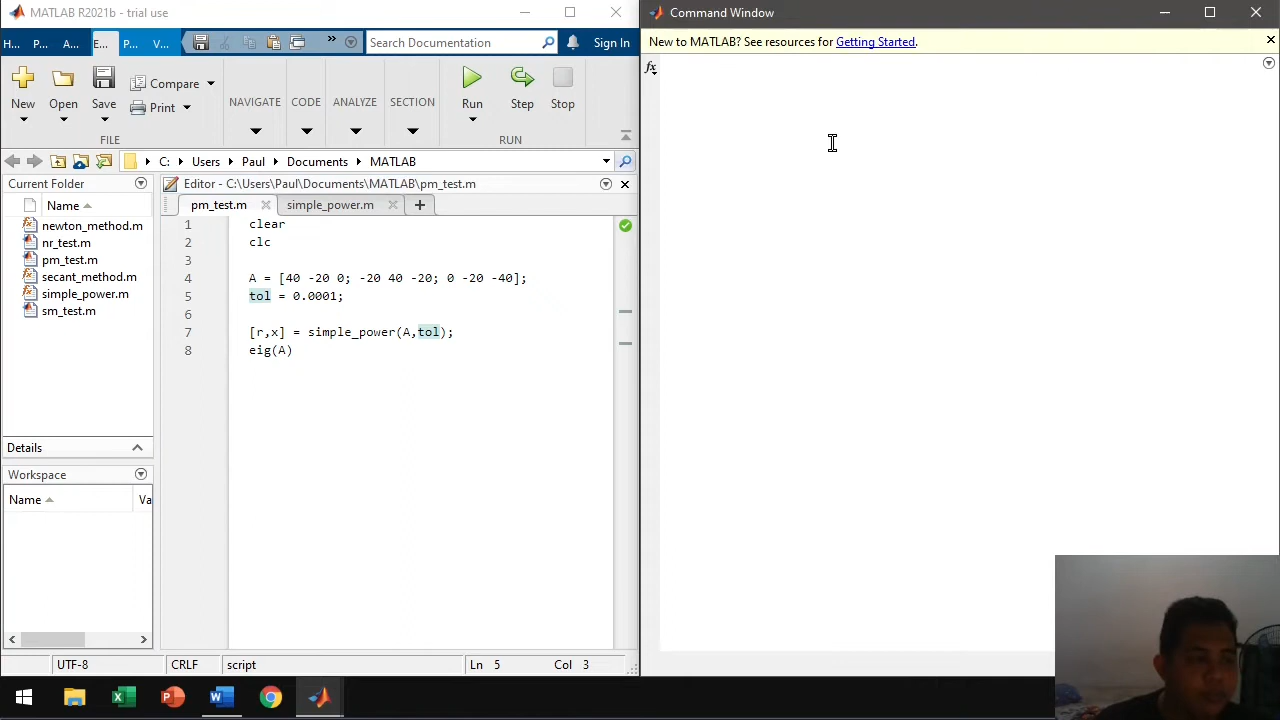 MATLAB R2021b - trial use
H... P... A... E... P... V...
Search Documentation
Sign In
New
Open
Save
Compare
Print
FILE
NAVIGATE
CODE
ANALYZE
SECTION
Run
Step
Stop
RUN
C: Users Paul Documents MATLAB
Current Folder
Name
newton_method.m
nr_test.m
pm_test.m
secant_method.m
simple_power.m
sm_test.m
Details
Workspace
Name Va
Editor - C:\Users\Paul\Documents\MATLAB\pm_test.m
pm_test.m simple_power.m
1 clear
2 clc
3
4 A = [40 -20 0; -20 40 -20; 0 -20 -40];
5 tol = 0.0001;
6
7 [r,x] = simple_power(A,tol);
8 eig(A)
UTF-8 CRLF script Ln 5 Col 3
Command Window
New to MATLAB? See resources for Getting Started.
fx